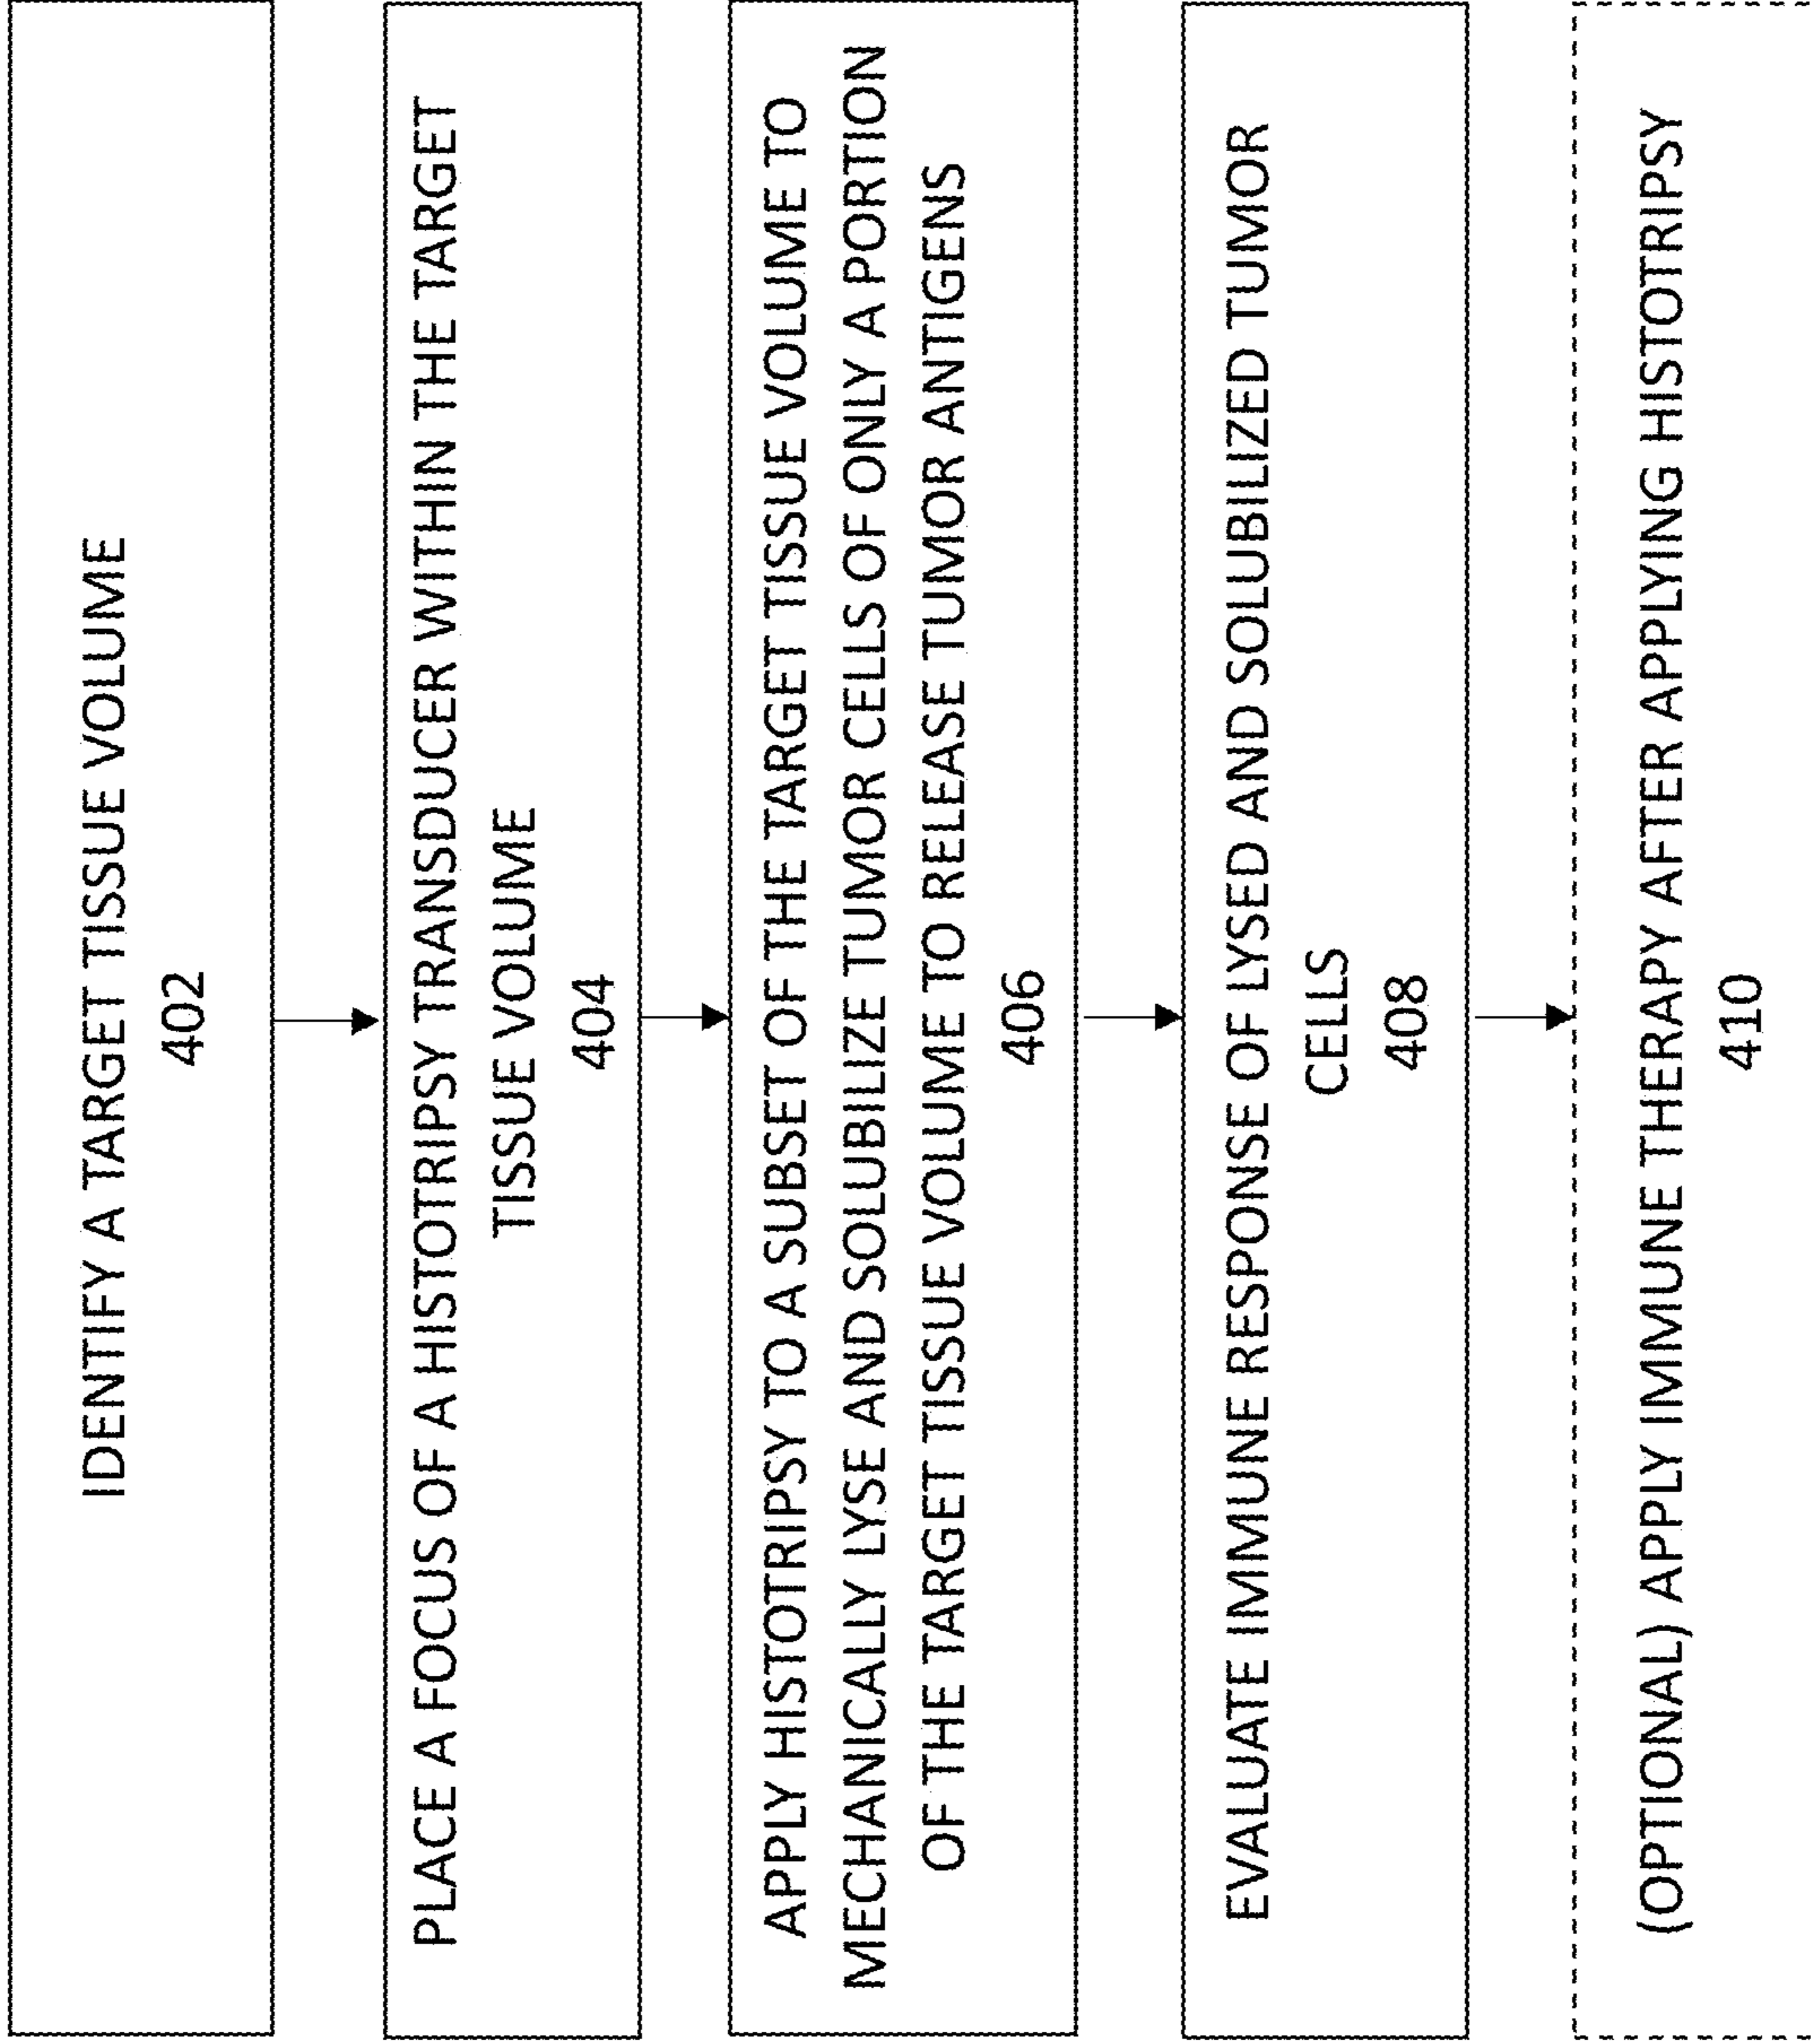 IDENTIFY A TARGET TISSUE VOLUME
402
PLACE A FOCUS OF A HISTOTRIPSY TRANSDUCER WITHIN THE TARGET
TISSUE VOLUME
404
APPLY HISTOTRIPSY TO A SUBSET OF THE TARGET TISSUE VOLUME TO
MECHANICALLY LYSE AND SOLUBILIZE TUMOR CELLS OF ONLY A PORTION
OF THE TARGET TISSUE VOLUME TO RELEASE TUMOR ANTIGENS
406
EVALUATE IMMUNE RESPONSE OF LYSED AND SOLUBILIZED TUMOR
CELLS
408
(OPTIONAL) APPLY IMMUNE THERAPY AFTER APPLYING HISTOTRIPSY
410